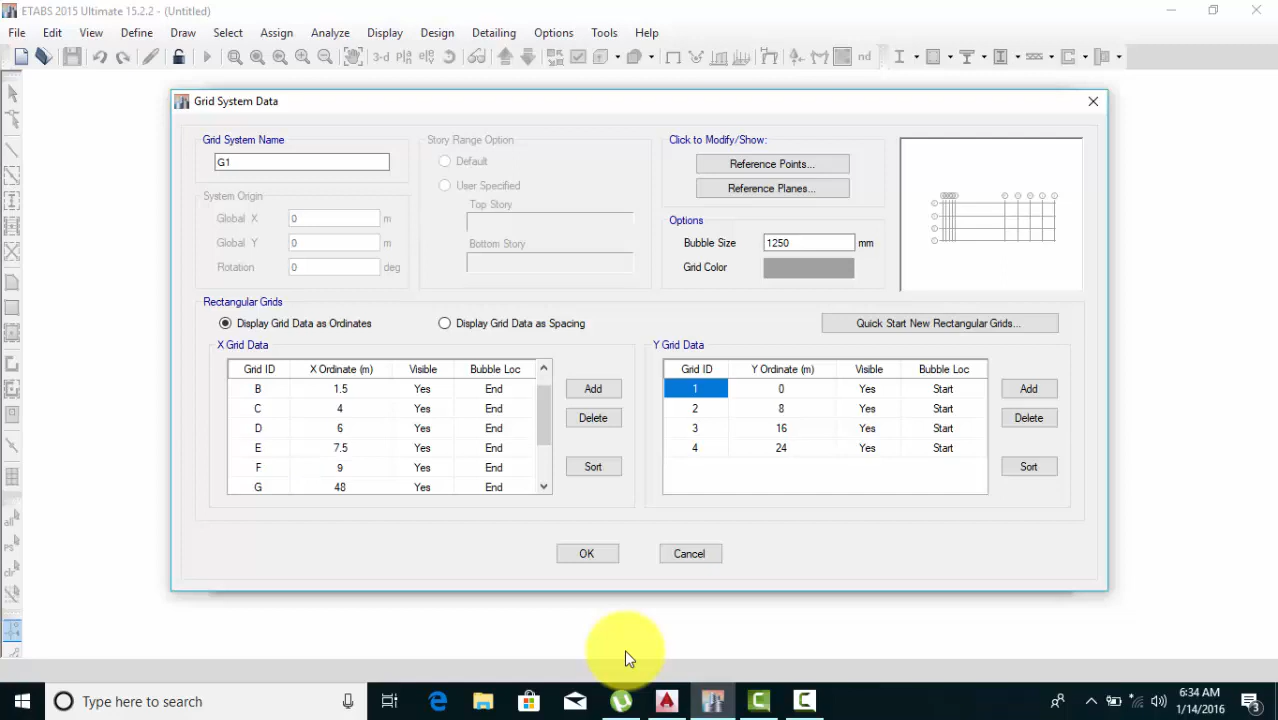 ETABS 2015 Ultimate 15.2.2 - (Untitled)
File Edit View Define Draw Select Assign Analyze Display Design Detailing Options Tools Help
3-d pla ele nd
Grid System Data
Grid System Name
G1
System Origin
Global X 0 m
Global Y 0 m
Rotation 0 deg
Story Range Option
Default
User Specified
Top Story
Bottom Story
Click to Modify/Show:
Reference Points...
Reference Planes...
Options
Bubble Size 1250 mm
Grid Color
Rectangular Grids
Display Grid Data as Ordinates
Display Grid Data as Spacing
Quick Start New Rectangular Grids...
X Grid Data
Grid ID X Ordinate (m) Visible Bubble Loc
B 1.5 Yes End
C 4 Yes End
D 6 Yes End
E 7.5 Yes End
F 9 Yes End
G 48 Yes End
Add
Delete
Sort
Y Grid Data
Grid ID Y Ordinate (m) Visible Bubble Loc
1 0 Yes Start
2 8 Yes Start
3 16 Yes Start
4 24 Yes Start
Add
Delete
Sort
OK
Cancel
all
ps
Type here to search
6:34 AM
1/14/2016
3